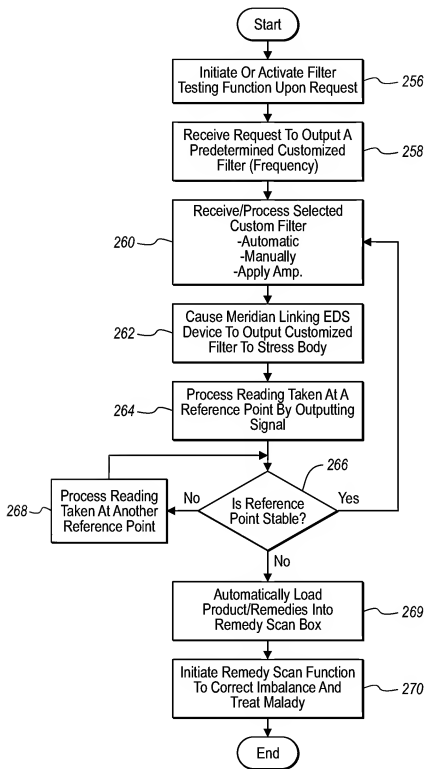 Start
Initiate Or Activate Filter
Testing Function Upon Request
256
Receive Request To Output A
Predetermined Customized
Filter (Frequency)
258
Receive/Process Selected
Custom Filter
-Automatic
-Manually
-Apply Amp.
260
Cause Meridian Linking EDS
Device To Output Customized
Filter To Stress Body
262
Process Reading Taken At A
Reference Point By Outputting
Signal
264
266
Is Reference
Point Stable?
Yes
No
Process Reading
Taken At Another
Reference Point
268
No
Automatically Load
Product/Remedies Into
Remedy Scan Box
269
Initiate Remedy Scan Function
To Correct Imbalance And
Treat Malady
270
End